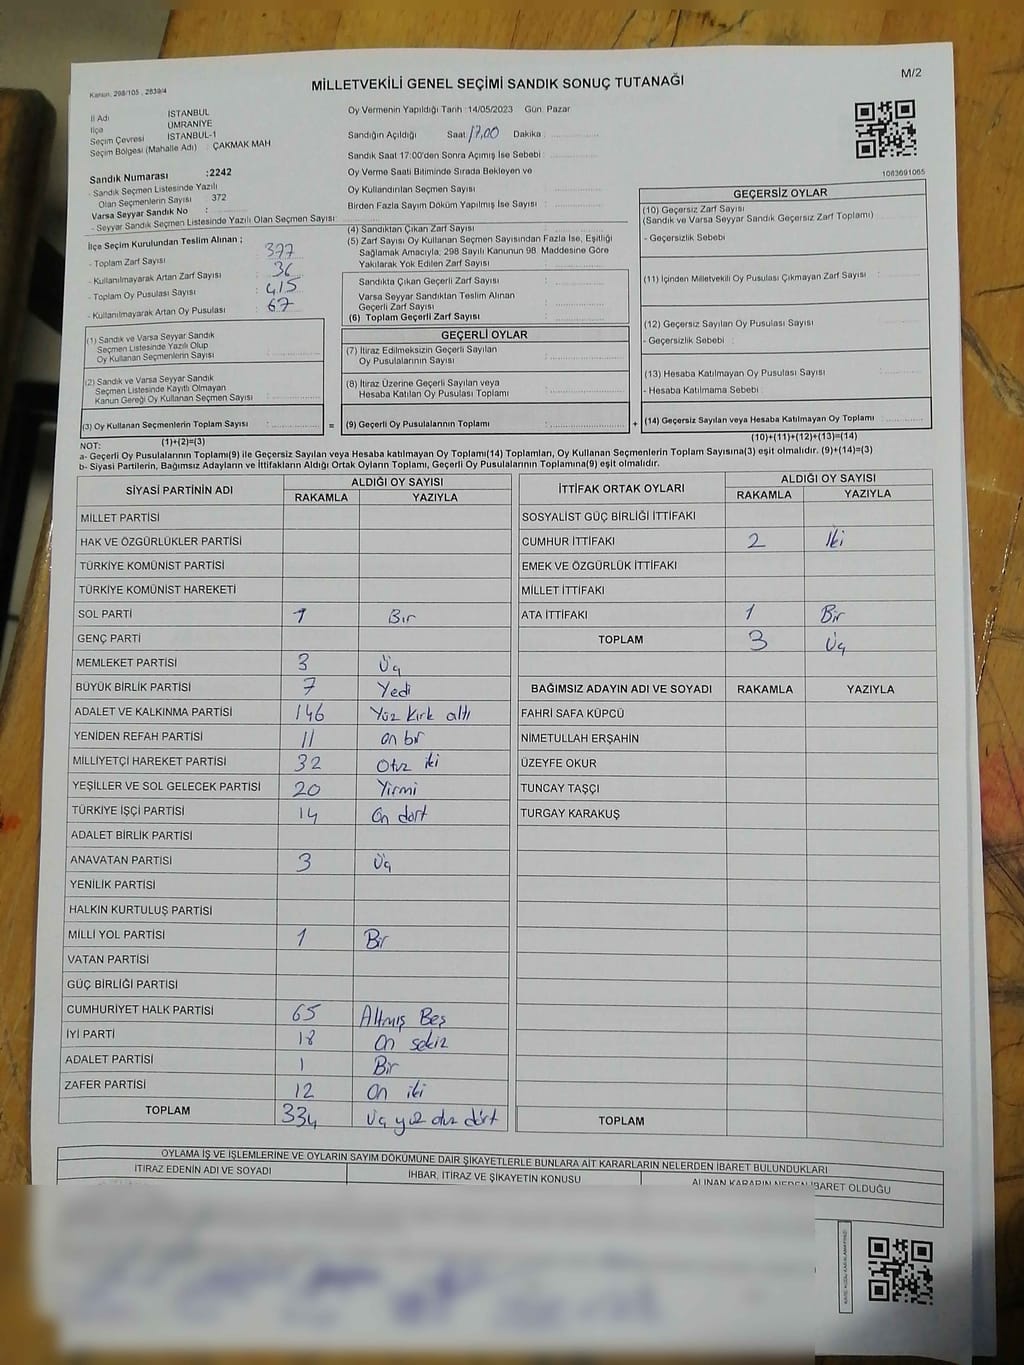 Kanun, 298/105 , 2839/4
MİLLETVEKİLİ GENEL SEÇİMİ SANDIK SONUÇ TUTANAĞI
M/2
İl Adı İSTANBUL
İlçe ÜMRANİYE
Seçim Çevresi İSTANBUL-1
Seçim Bölgesi (Mahalle Adı) : ÇAKMAK MAH
Oy Vermenin Yapıldığı Tarih :14/05/2023 Gün: Pazar
Sandığın Açıldığı Saat 17,00 Dakika :
Sandık Saat 17:00'den Sonra Açılmış İse Sebebi :
Oy Verme Saati Bitiminde Sırada Bekleyen ve
Oy Kullandırılan Seçmen Sayısı :
Birden Fazla Sayım Döküm Yapılmış İse Sayısı :
1083691065
Sandık Numarası :2242
- Sandık Seçmen Listesinde Yazılı
Olan Seçmenlerin Sayısı : 372
Varsa Seyyar Sandık No :
- Seyyar Sandık Seçmen Listesinde Yazılı Olan Seçmen Sayısı:
İlçe Seçim Kurulundan Teslim Alınan ;
- Toplam Zarf Sayısı : 377
- Kullanılmayarak Artan Zarf Sayısı : 36
- Toplam Oy Pusulası Sayısı : 415
- Kullanılmayarak Artan Oy Pusulası : 67
(4) Sandıktan Çıkan Zarf Sayısı :
(5) Zarf Sayısı Oy Kullanan Seçmen Sayısından Fazla İse, Eşitliği
Sağlamak Amacıyla, 298 Sayılı Kanunun 98. Maddesine Göre
Yakılarak Yok Edilen Zarf Sayısı :
Sandıkta Çıkan Geçerli Zarf Sayısı :
Varsa Seyyar Sandıktan Teslim Alınan
Geçerli Zarf Sayısı :
(6) Toplam Geçerli Zarf Sayısı :
GEÇERSİZ OYLAR
(10) Geçersiz Zarf Sayısı
(Sandık ve Varsa Seyyar Sandık Geçersiz Zarf Toplamı) :
- Geçersizlik Sebebi :
(11) İçinden Milletvekili Oy Pusulası Çıkmayan Zarf Sayısı :
(12) Geçersiz Sayılan Oy Pusulası Sayısı :
- Geçersizlik Sebebi :
(13) Hesaba Katılmayan Oy Pusulası Sayısı :
- Hesaba Katılmama Sebebi :
(14) Geçersiz Sayılan veya Hesaba Katılmayan Oy Toplamı :
(1) Sandık ve Varsa Seyyar Sandık
Seçmen Listesinde Yazılı Olup
Oy Kullanan Seçmenlerin Sayısı :
(2) Sandık ve Varsa Seyyar Sandık
Seçmen Listesinde Kayıtlı Olmayan
Kanun Gereği Oy Kullanan Seçmen Sayısı :
(3) Oy Kullanan Seçmenlerin Toplam Sayısı :
=
GEÇERLİ OYLAR
(7) İtiraz Edilmeksizin Geçerli Sayılan
Oy Pusulalarının Sayısı :
(8) İtiraz Üzerine Geçerli Sayılan veya
Hesaba Katılan Oy Pusulası Toplamı :
(9) Geçerli Oy Pusulalarının Toplamı :
+
NOT: (1)+(2)=(3) (10)+(11)+(12)+(13)=(14)
a- Geçerli Oy Pusulalarının Toplamı(9) ile Geçersiz Sayılan veya Hesaba katılmayan Oy Toplamı(14) Toplamları, Oy Kullanan Seçmenlerin Toplam Sayısına(3) eşit olmalıdır. (9)+(14)=(3)
b- Siyasi Partilerin, Bağımsız Adayların ve İttifakların Aldığı Ortak Oyların Toplamı, Geçerli Oy Pusulalarının Toplamına(9) eşit olmalıdır.
SİYASİ PARTİNİN ADI ALDIĞI OY SAYISI
RAKAMLA YAZIYLA
MİLLET PARTİSİ
HAK VE ÖZGÜRLÜKLER PARTİSİ
TÜRKİYE KOMÜNİST PARTİSİ
TÜRKİYE KOMÜNİST HAREKETİ
SOL PARTİ 1 Bir
GENÇ PARTİ
MEMLEKET PARTİSİ 3 Üç
BÜYÜK BİRLİK PARTİSİ 7 Yedi
ADALET VE KALKINMA PARTİSİ 146 Yüz kırk altı
YENİDEN REFAH PARTİSİ 11 on bir
MİLLİYETÇİ HAREKET PARTİSİ 32 Otuz iki
YEŞİLLER VE SOL GELECEK PARTİSİ 20 Yirmi
TÜRKİYE İŞÇİ PARTİSİ 14 On dört
ADALET BİRLİK PARTİSİ
ANAVATAN PARTİSİ 3 Üç
YENİLİK PARTİSİ
HALKIN KURTULUŞ PARTİSİ
MİLLİ YOL PARTİSİ 1 Bir
VATAN PARTİSİ
GÜÇ BİRLİĞİ PARTİSİ
CUMHURİYET HALK PARTİSİ 65 Altmış Beş
İYİ PARTİ 18 On sekiz
ADALET PARTİSİ 1 Bir
ZAFER PARTİSİ 12 On iki
TOPLAM 334 Üç yüz otuz dört
İTTİFAK ORTAK OYLARI ALDIĞI OY SAYISI
RAKAMLA YAZIYLA
SOSYALİST GÜÇ BİRLİĞİ İTTİFAKI
CUMHUR İTTİFAKI 2 İki
EMEK VE ÖZGÜRLÜK İTTİFAKI
MİLLET İTTİFAKI
ATA İTTİFAKI 1 Bir
TOPLAM 3 Üç
BAĞIMSIZ ADAYIN ADI VE SOYADI RAKAMLA YAZIYLA
FAHRİ SAFA KÜPCÜ
NİMETULLAH ERŞAHİN
ÜZEYFE OKUR
TUNCAY TAŞÇI
TURGAY KARAKUŞ
TOPLAM
OYLAMA İŞ VE İŞLEMLERİNE VE OYLARIN SAYIM DÖKÜMÜNE DAİR ŞİKAYETLERLE BUNLARA AİT KARARLARIN NELERDEN İBARET BULUNDUKLARI
İTİRAZ EDENİN ADI VE SOYADI İHBAR, İTİRAZ VE ŞİKAYETİN KONUSU ALINAN KARARIN NEDEN İBARET OLDUĞU